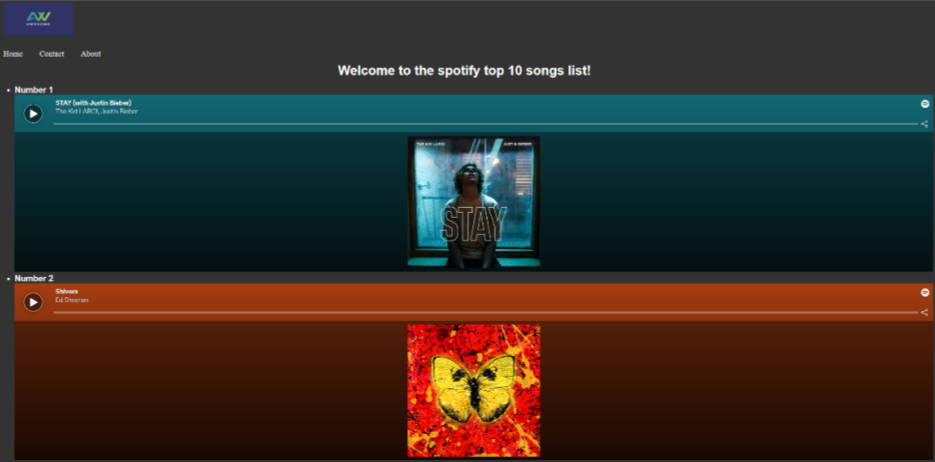 AW
Home Contact About
Welcome to the spotify top 10 songs list!
Number 1
STAY (with Justin Bieber)
The Kid LAROI, Justin Bieber
THE KID LAROI.
JUSTIN BIEBER
STAY
Number 2
Shivers
Ed Sheeran